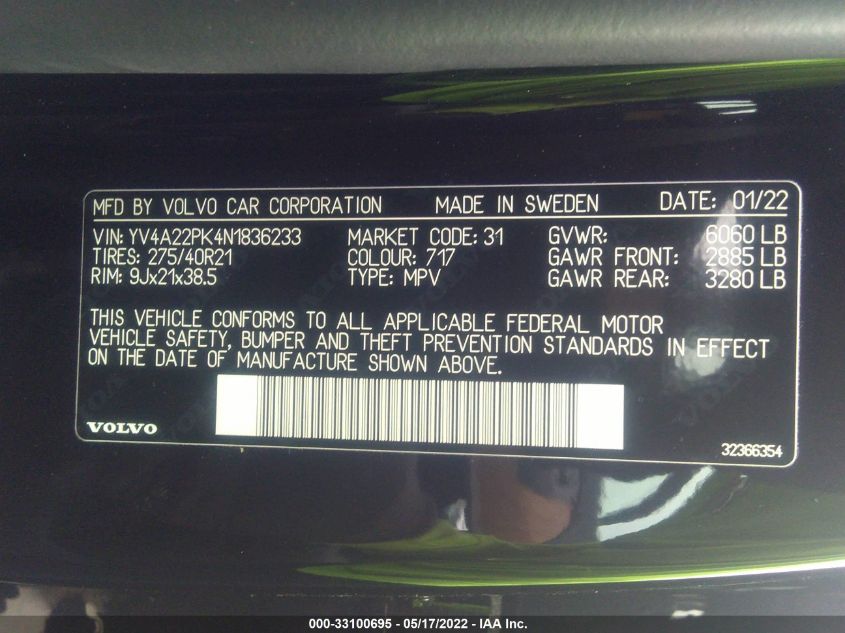 MFD BY VOLVO CAR CORPORATION MADE IN SWEDEN DATE: 01/22
VIN: YV4A22PK4N1836233 MARKET CODE: 31 GVWR: 6060 LB
TIRES: 275/40R21 COLOUR: 717 GAWR FRONT: 2885 LB
RIM: 9Jx21x38.5 TYPE: MPV GAWR REAR: 3280 LB
THIS VEHICLE CONFORMS TO ALL APPLICABLE FEDERAL MOTOR
VEHICLE SAFETY, BUMPER AND THEFT PREVENTION STANDARDS IN EFFECT
ON THE DATE OF MANUFACTURE SHOWN ABOVE.
VOLVO
32366354
000-33100695 - 05/17/2022 - IAA Inc.